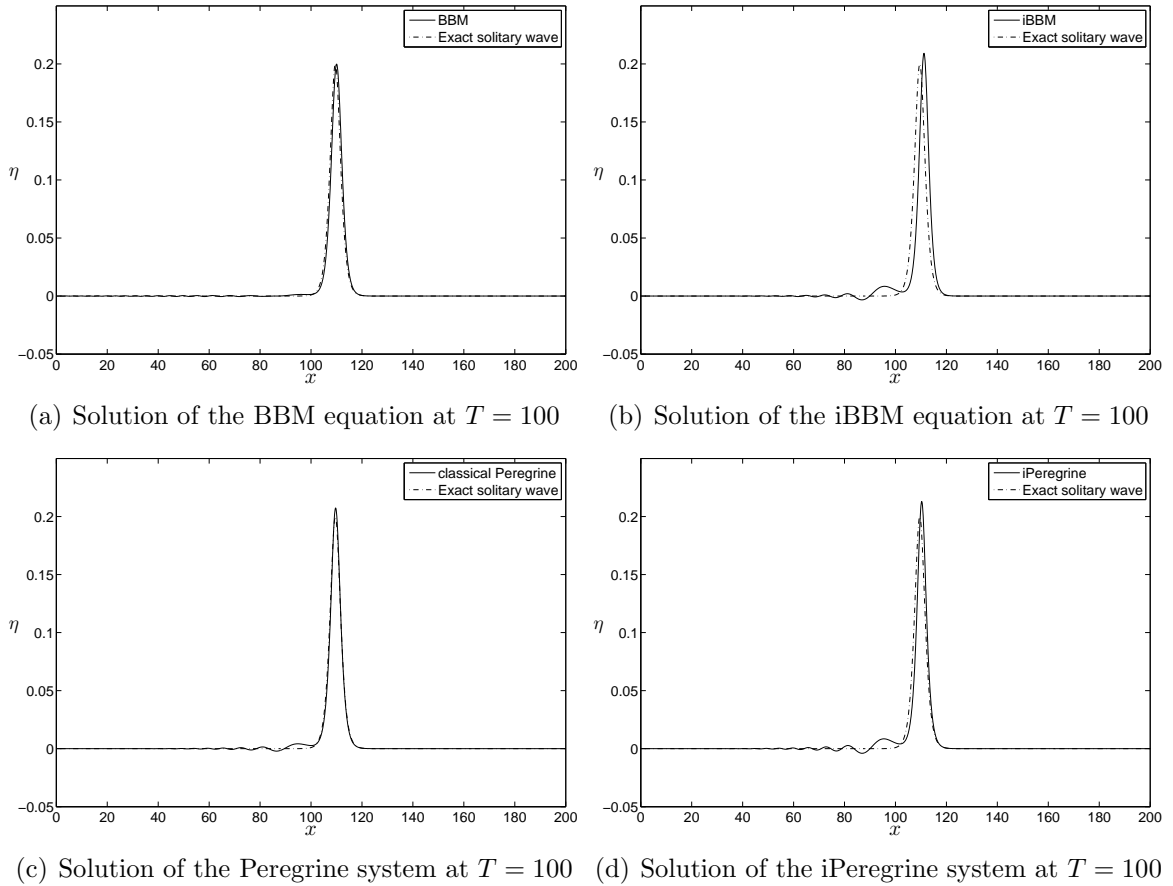 BBM
Exact solitary wave
0.2
0.15
η
0.1
0.05
0
−0.05
0 20 40 60 80 100 120 140 160 180 200
x
(a) Solution of the BBM equation at T = 100
iBBM
Exact solitary wave
0.2
0.15
η
0.1
0.05
0
−0.05
0 20 40 60 80 100 120 140 160 180 200
x
(b) Solution of the iBBM equation at T = 100
classical Peregrine
Exact solitary wave
0.2
0.15
η
0.1
0.05
0
−0.05
0 20 40 60 80 100 120 140 160 180 200
x
(c) Solution of the Peregrine system at T = 100
iPeregrine
Exact solitary wave
0.2
0.15
η
0.1
0.05
0
−0.05
0 20 40 60 80 100 120 140 160 180 200
x
(d) Solution of the iPeregrine system at T = 100